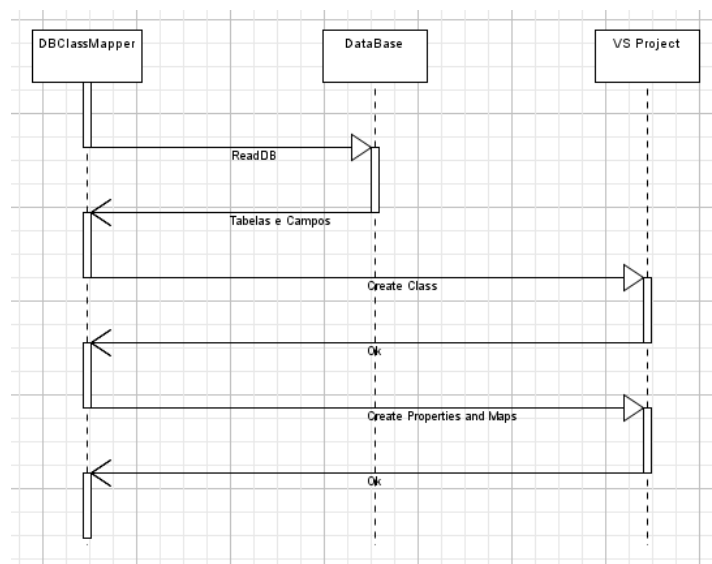 DBClassMapper
DataBase
VS Project
ReadDB
Tabelas e Campos
Create Class
Ok
Create Properties and Maps
Ok